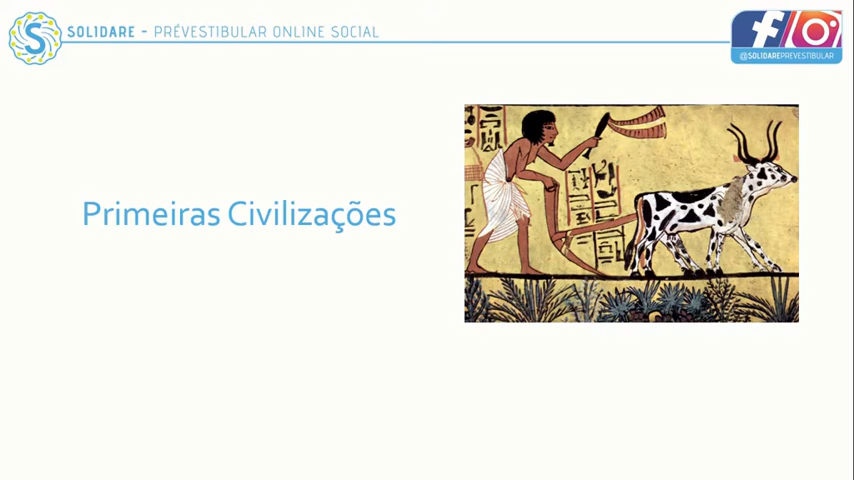 SOLIDARE - PRÉVESTIBULAR ONLINE SOCIAL
@SOLIDAREPREVESTIBULAR
Primeiras Civilizações